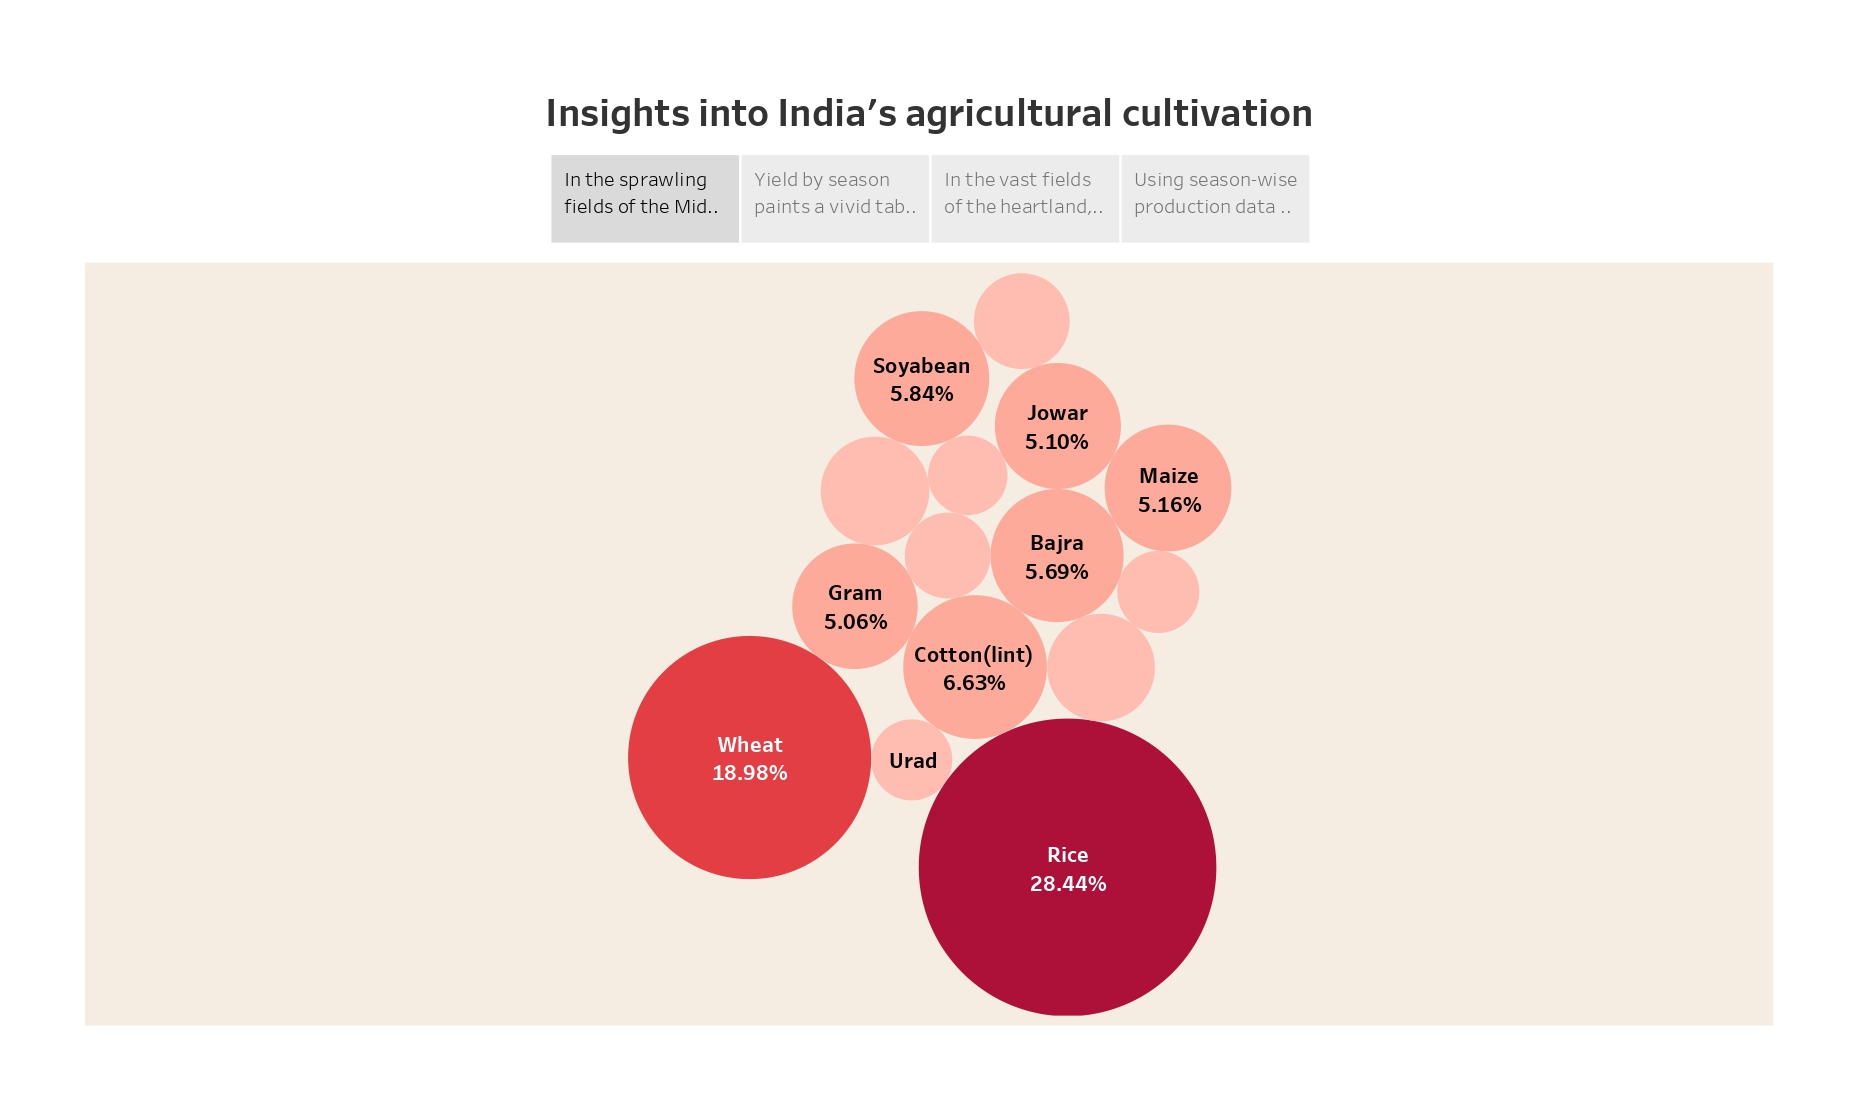 Insights into India’s agricultural cultivation
In the sprawling
fields of the Mid..
Yield by season
paints a vivid tab..
In the vast fields
of the heartland,..
Using season-wise
production data ..
Soyabean
5.84%
Jowar
5.10%
Maize
5.16%
Bajra
5.69%
Gram
5.06%
Cotton(lint)
6.63%
Wheat
18.98%
Urad
Rice
28.44%